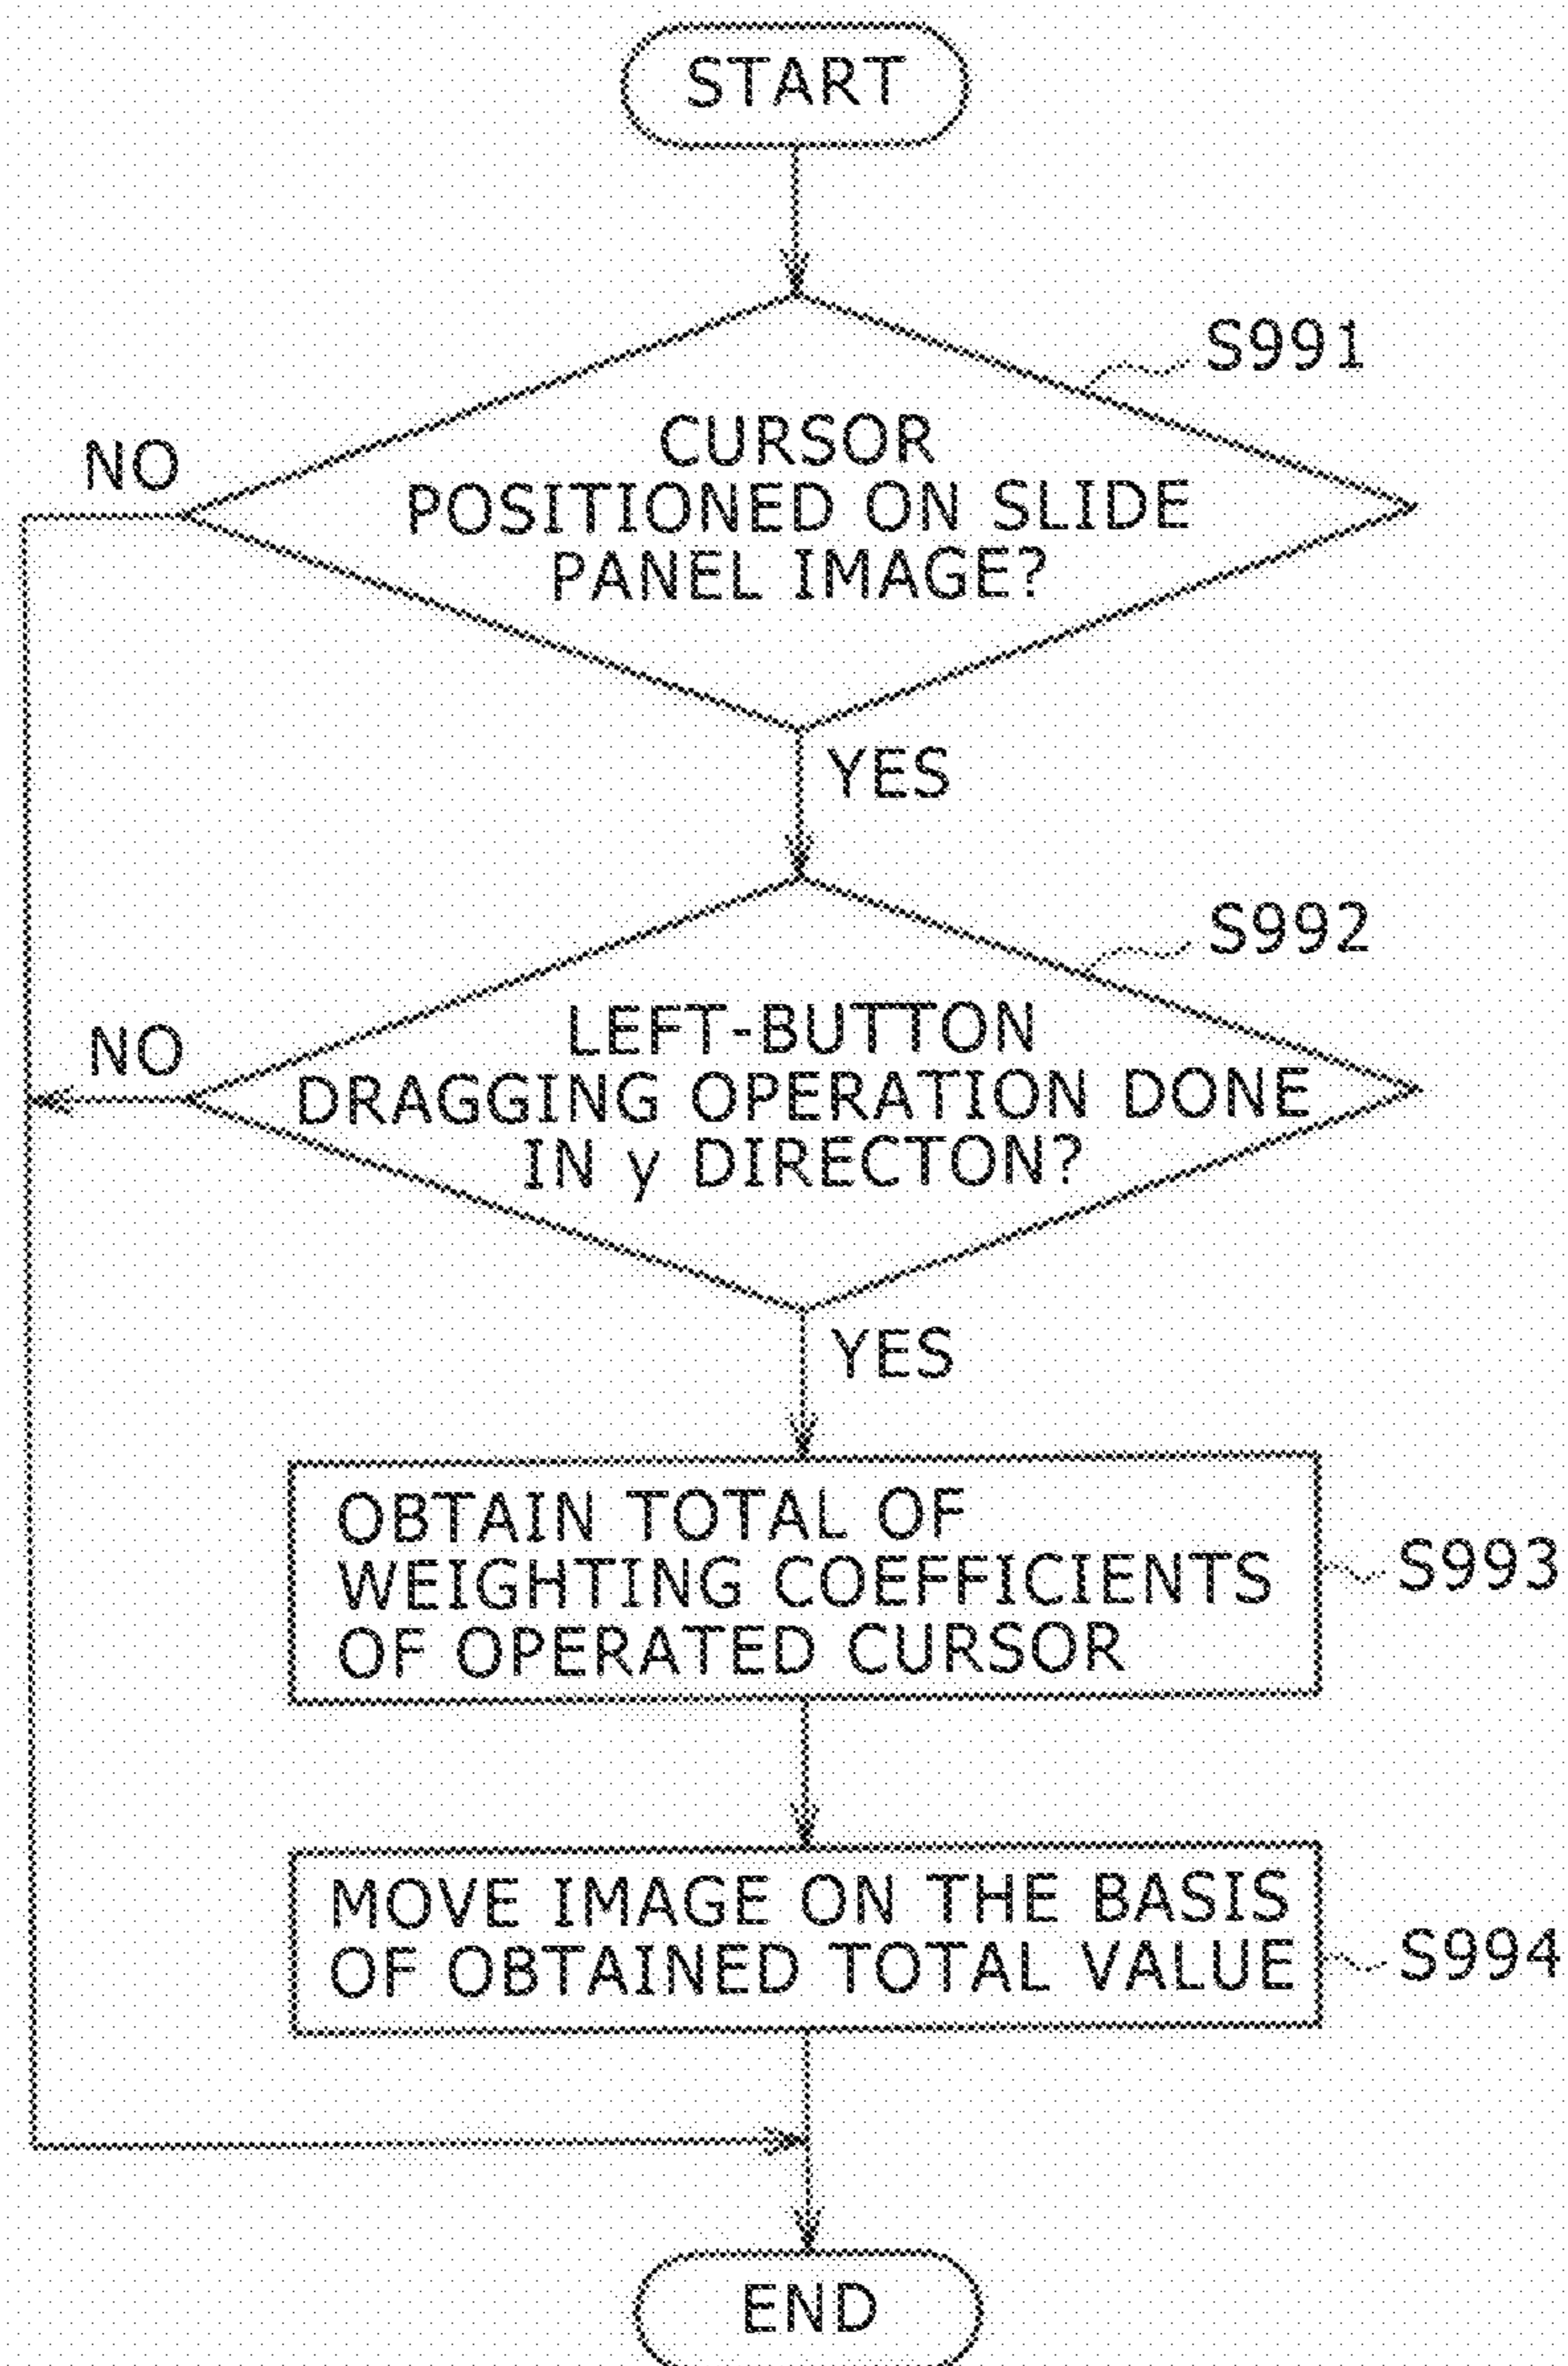 START
S991
CURSOR
NO
POSITIONED ON SLIDE
PANEL IMAGE?
YES
S992
LEFT-BUTTON
NO
DRAGGING OPERATION DONE
IN y DIRECTON?
YES
OBTAIN TOTAL OF
WEIGHTING COEFFICIENTS
S993
OF OPERATED CURSOR
MOVE IMAGE ON THE BASIS
OF OBTAINED TOTAL VALUE
S994
END